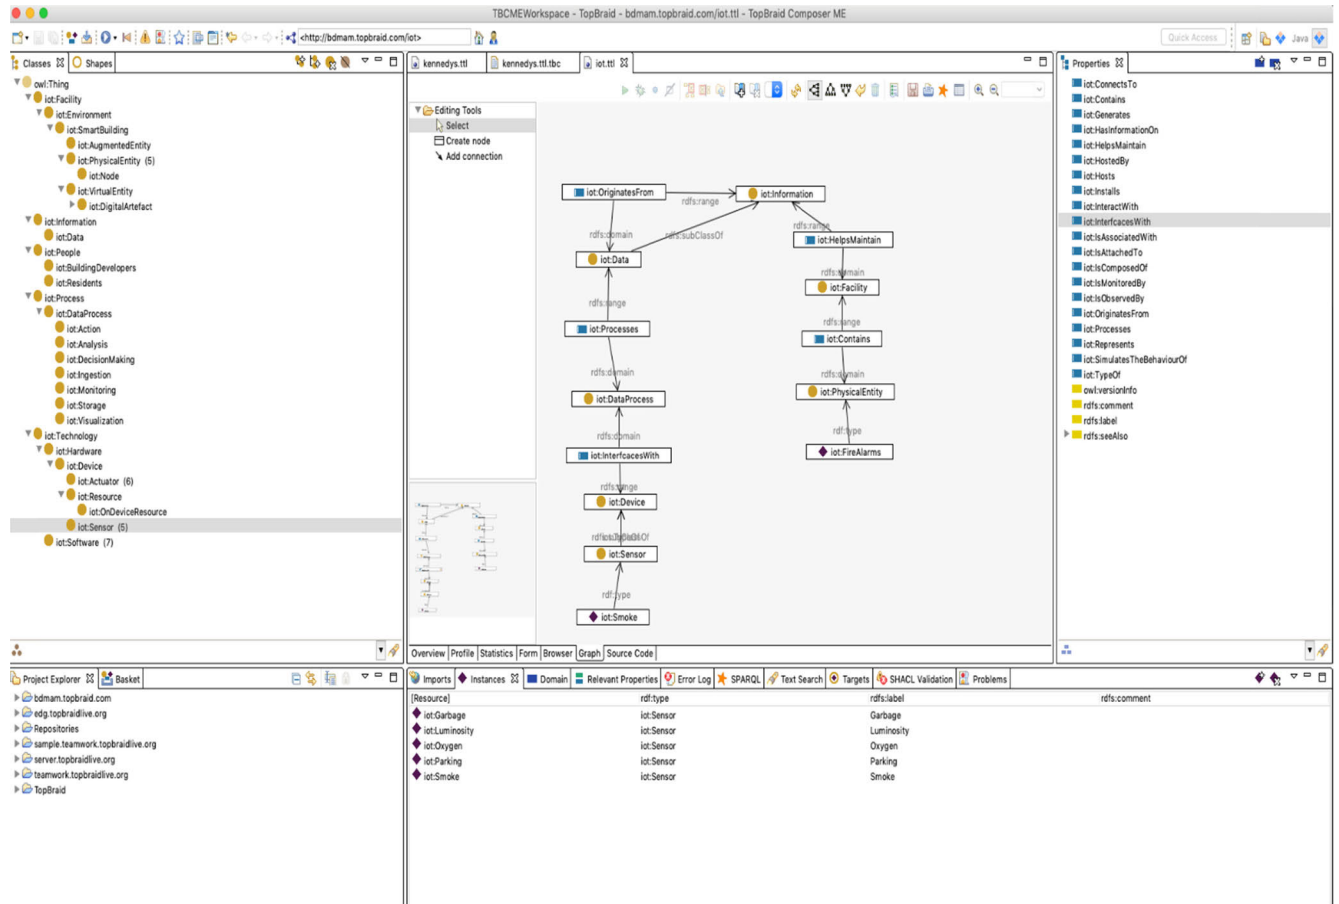 TBCMEWorkspace - TopBraid - bdmam.topbraid.com/iot.ttl - TopBraid Composer ME
<http://bdmam.topbraid.com/iot>
Quick Access
Java
Classes
Shapes
owl:Thing
iot:Facility
iot:Environment
iot:SmartBuilding
iot:AugmentedEntity
iot:PhysicalEntity (5)
iot:Node
iot:VirtualEntity
iot:DigitalArtefact
iot:Information
iot:Data
iot:People
iot:BuildingDevelopers
iot:Residents
iot:Process
iot:DataProcess
iot:Action
iot:Analysis
iot:DecisionMaking
iot:Ingestion
iot:Monitoring
iot:Storage
iot:Visualization
iot:Technology
iot:Hardware
iot:Device
iot:Actuator (6)
iot:Resource
iot:OnDeviceResource
iot:Sensor (5)
iot:Software (7)
kennedys.ttl
kennedys.ttl.tbc
iot.ttl
Editing Tools
Select
Create node
Add connection
iot:OriginatesFrom
rdfs:range
iot:Information
rdfs:domain
rdfs:subClassOf
rdfs:range
iot:HelpsMaintain
iot:Data
rdfs:domain
iot:Facility
rdfs:range
rdfs:range
iot:Processes
iot:Contains
rdfs:domain
rdfs:domain
iot:DataProcess
iot:PhysicalEntity
rdfs:domain
rdf:type
iot:InterfcacesWith
iot:FireAlarms
rdfs:range
iot:Device
iot:Sensor
rdf:type
iot:Smoke
Overview Profile Statistics Form Browser Graph Source Code
Properties
iot:ConnectsTo
iot:Contains
iot:Generates
iot:HasInformationOn
iot:HelpsMaintain
iot:HostedBy
iot:Hosts
iot:Installs
iot:InteractWith
iot:InterfcacesWith
iot:IsAssociatedWith
iot:IsAttachedTo
iot:IsComposedOf
iot:IsMonitoredBy
iot:IsObservedBy
iot:OriginatesFrom
iot:Processes
iot:Represents
iot:SimulatesTheBehaviourOf
iot:TypeOf
owl:versionInfo
rdfs:comment
rdfs:label
rdfs:seeAlso
Project Explorer
Basket
bdmam.topbraid.com
edg.topbraidlive.org
Repositories
sample.teamwork.topbraidlive.org
server.topbraidlive.org
teamwork.topbraidlive.org
TopBraid
Imports Instances Domain Relevant Properties Error Log SPARQL Text Search Targets SHACL Validation Problems
[Resource] rdf:type rdfs:label rdfs:comment
iot:Garbage iot:Sensor Garbage
iot:Luminosity iot:Sensor Luminosity
iot:Oxygen iot:Sensor Oxygen
iot:Parking iot:Sensor Parking
iot:Smoke iot:Sensor Smoke